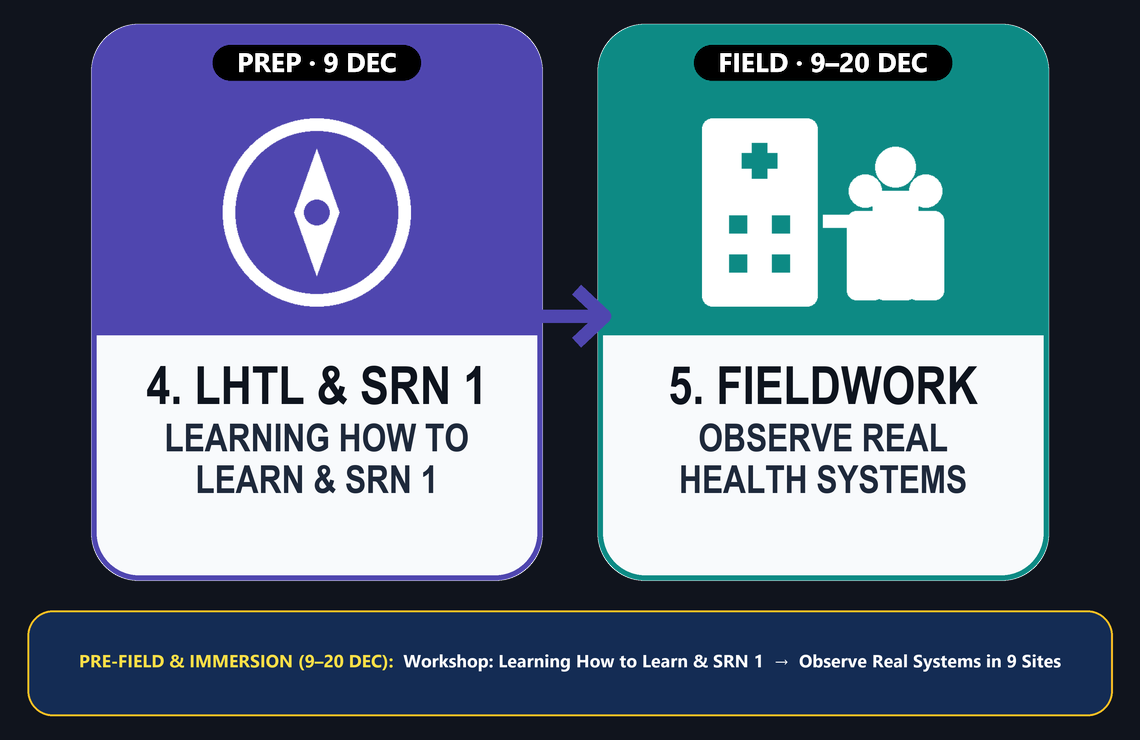 PREP · 9 DEC
4. LHTL & SRN 1
LEARNING HOW TO
LEARN & SRN 1
FIELD · 9–20 DEC
5. FIELDWORK
OBSERVE REAL
HEALTH SYSTEMS
PRE-FIELD & IMMERSION (9–20 DEC): Workshop: Learning How to Learn & SRN 1 → Observe Real Systems in 9 Sites